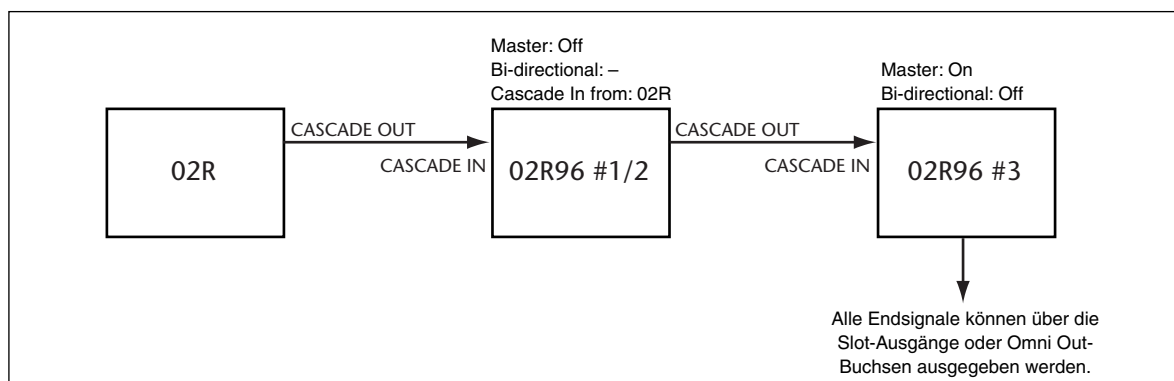 Master: Off
Bi-directional: –
Cascade In from: 02R
Master: On
Bi-directional: Off
02R
CASCADE OUT
CASCADE IN
02R96 #1/2
CASCADE OUT
CASCADE IN
02R96 #3
Alle Endsignale können über die
Slot-Ausgänge oder Omni Out-
Buchsen ausgegeben werden.